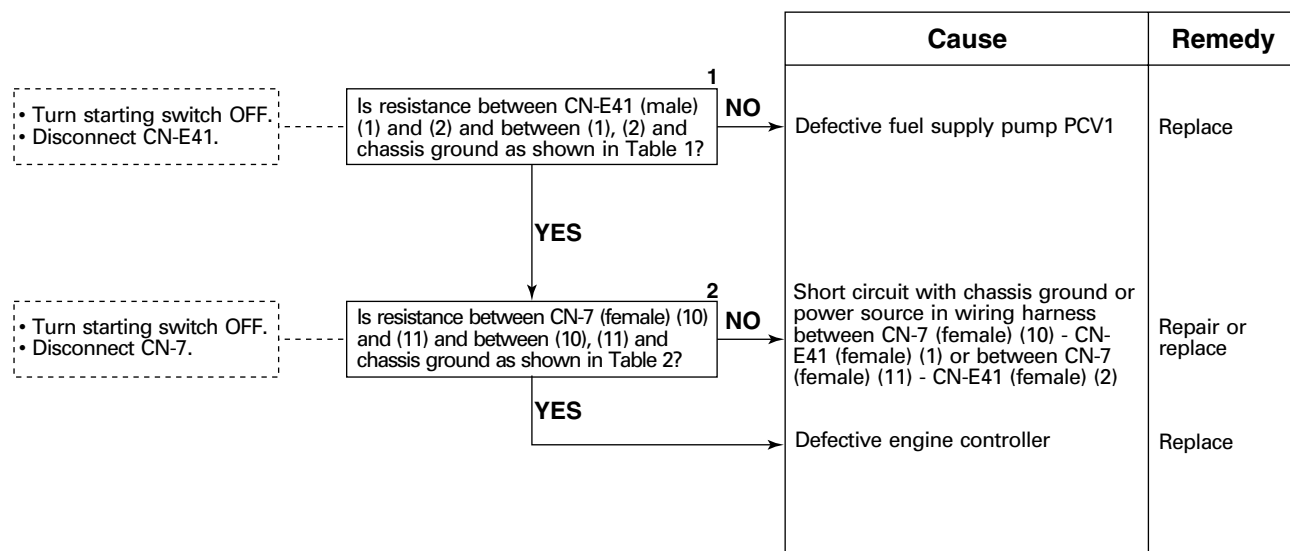 Cause
Remedy
1
• Turn starting switch OFF.
• Disconnect CN-E41.
Is resistance between CN-E41 (male)
(1) and (2) and between (1), (2) and
chassis ground as shown in Table 1?
NO
Defective fuel supply pump PCV1
Replace
YES
2
• Turn starting switch OFF.
• Disconnect CN-7.
Is resistance between CN-7 (female) (10)
and (11) and between (10), (11) and
chassis ground as shown in Table 2?
NO
Short circuit with chassis ground or
power source in wiring harness
between CN-7 (female) (10) - CN-
E41 (female) (1) or between CN-7
(female) (11) - CN-E41 (female) (2)
Repair or
replace
YES
Defective engine controller
Replace